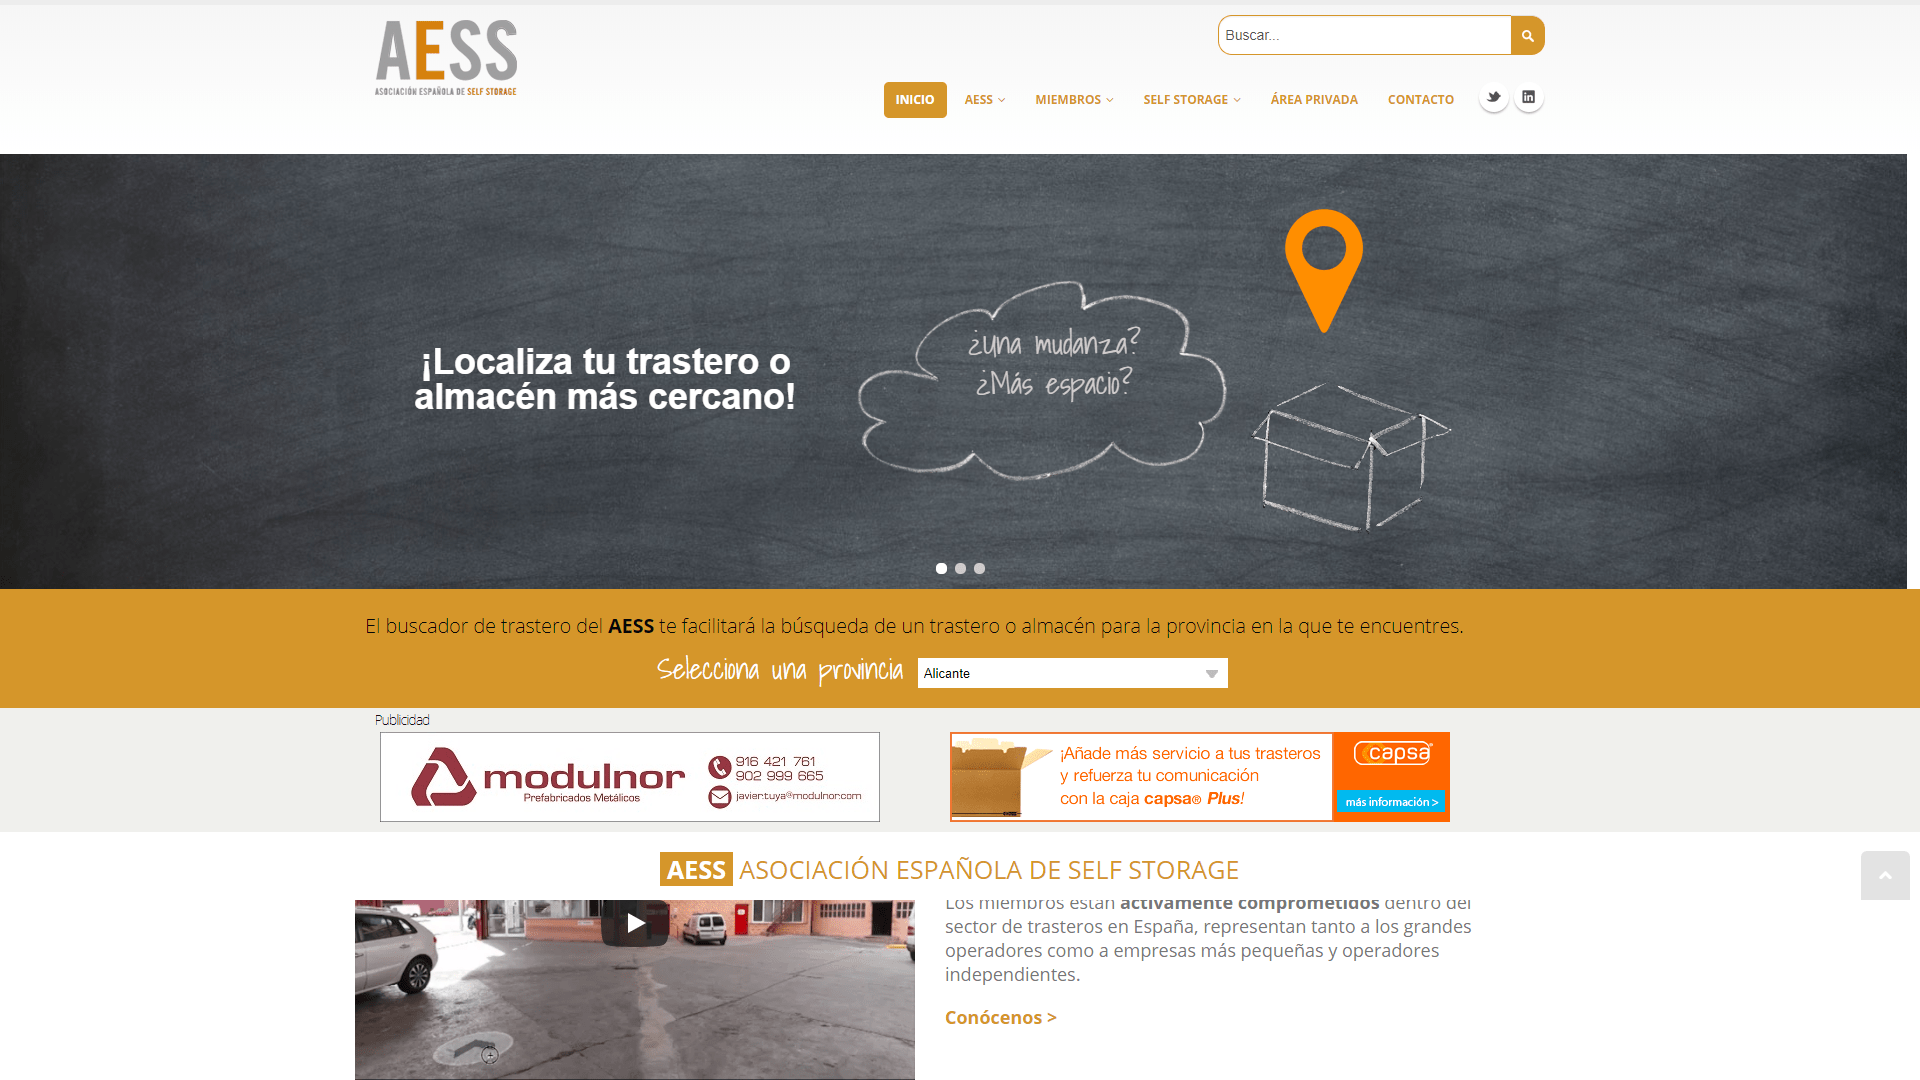 AESS
ASOCIACIÓN ESPAÑOLA DE SELF STORAGE
Buscar...
INICIO
AESS
MIEMBROS
SELF STORAGE
ÁREA PRIVADA
CONTACTO
¡Localiza tu trastero o
almacén más cercano!
¿Una mudanza?
¿Más espacio?
El buscador de trastero del AESS te facilitará la búsqueda de un trastero o almacén para la provincia en la que te encuentres.
Selecciona una provincia
Alicante
Publicidad
modulnor
Prefabricados Metálicos
916 421 761
902 999 665
javier.tuya@modulnor.com
¡Añade más servicio a tus trasteros
y refuerza tu comunicación
con la caja capsa® Plus!
capsa®
más información >
AESS ASOCIACIÓN ESPAÑOLA DE SELF STORAGE
Los miembros están activamente comprometidos dentro del
sector de trasteros en España, representan tanto a los grandes
operadores como a empresas más pequeñas y operadores
independientes.
Conócenos >